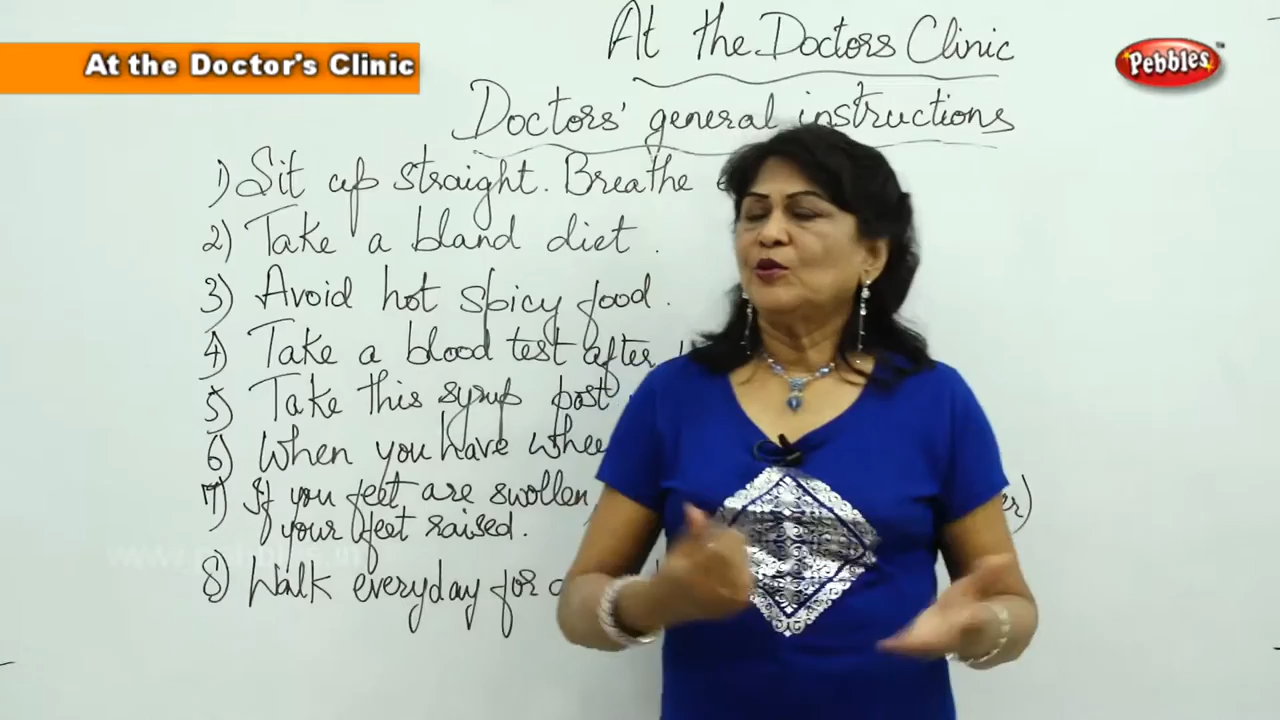 At the Doctors Clinic
At the Doctor's Clinic
Pebbles
Doctors' general instructions
1) Sit up straight. Breathe
2) Take a bland diet.
3) Avoid hot spicy food.
4) Take a blood test after
5) Take this syrup post
6) When you have
7) If you feet are swollen,
your feet raised.
8) Walk everyday for